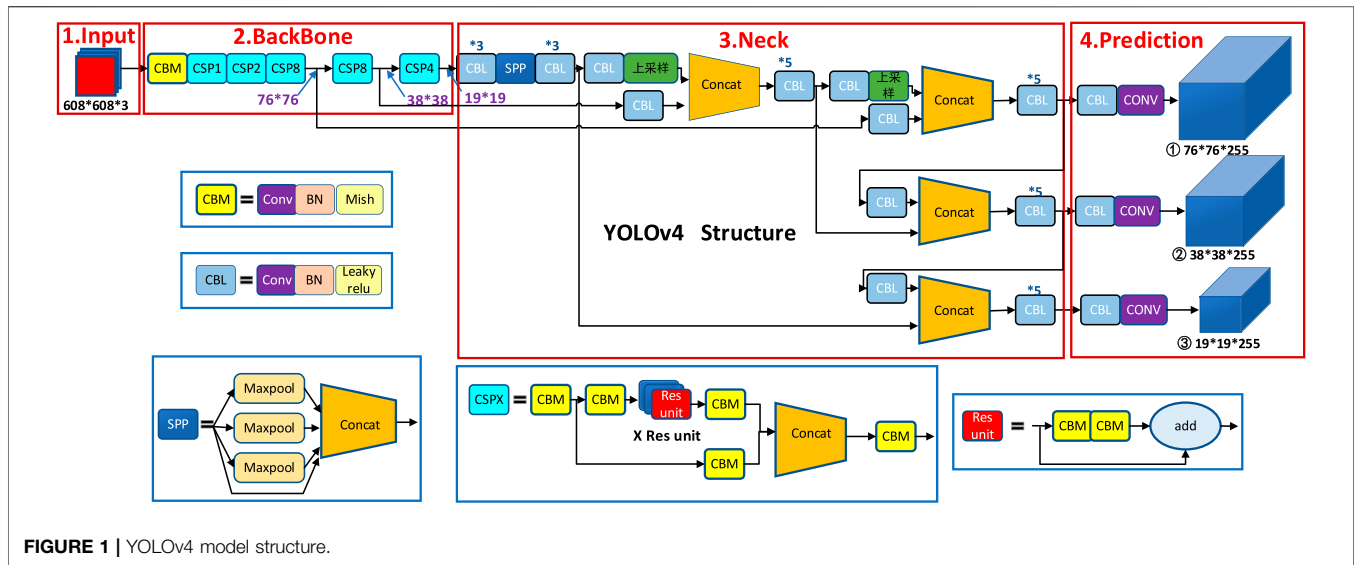 1.Input
608*608*3
2.BackBone
CBM CSP1 CSP2 CSP8 CSP8 CSP4
76*76
38*38
19*19
3.Neck
*3 *3
CBL SPP CBL CBL 上采样
CBL
Concat
*5
CBL CBL 上采
样
CBL
Concat
*5
CBL
4.Prediction
CBL CONV
① 76*76*255
CBL
Concat
*5
CBL
CBL CONV
② 38*38*255
CBL
Concat
*5
CBL
CBL CONV
③ 19*19*255
YOLOv4 Structure
CBM = Conv BN Mish
CBL = Conv BN Leaky
relu
SPP =
Maxpool
Maxpool
Maxpool
Concat
CSPX = CBM CBM Res
unit
CBM
X Res unit
CBM
Concat
CBM
Res
unit
= CBM CBM add
FIGURE 1 | YOLOv4 model structure.